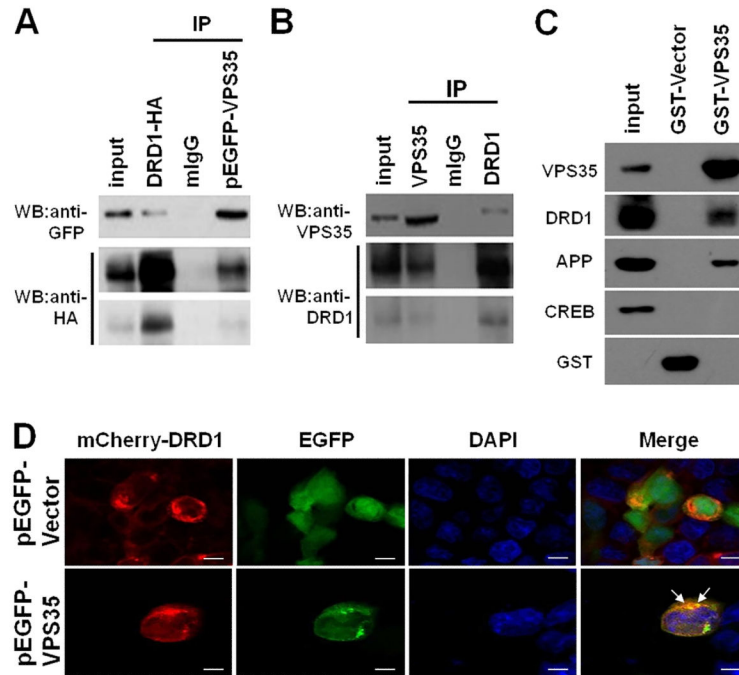 A
IP
input
DRD1-HA
mIgG
pEGFP-VPS35
WB:anti-
GFP
WB:anti-
HA
B
IP
input
VPS35
mIgG
DRD1
WB:anti-
VPS35
WB:anti-
DRD1
C
input
GST-Vector
GST-VPS35
VPS35
DRD1
APP
CREB
GST
D
mCherry-DRD1
EGFP
DAPI
Merge
pEGFP-
Vector
pEGFP-
VPS35